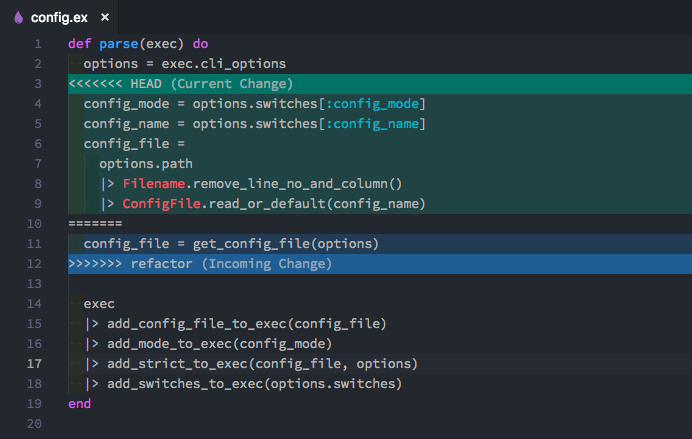 config.ex ×
1 def parse(exec) do
2   options = exec.cli_options
3 <<<<<<< HEAD (Current Change)
4   config_mode = options.switches[:config_mode]
5   config_name = options.switches[:config_name]
6   config_file =
7     options.path
8     |> Filename.remove_line_no_and_column()
9     |> ConfigFile.read_or_default(config_name)
10 =======
11   config_file = get_config_file(options)
12 >>>>>>> refactor (Incoming Change)
13
14   exec
15   |> add_config_file_to_exec(config_file)
16   |> add_mode_to_exec(config_mode)
17   |> add_strict_to_exec(config_file, options)
18   |> add_switches_to_exec(options.switches)
19 end
20